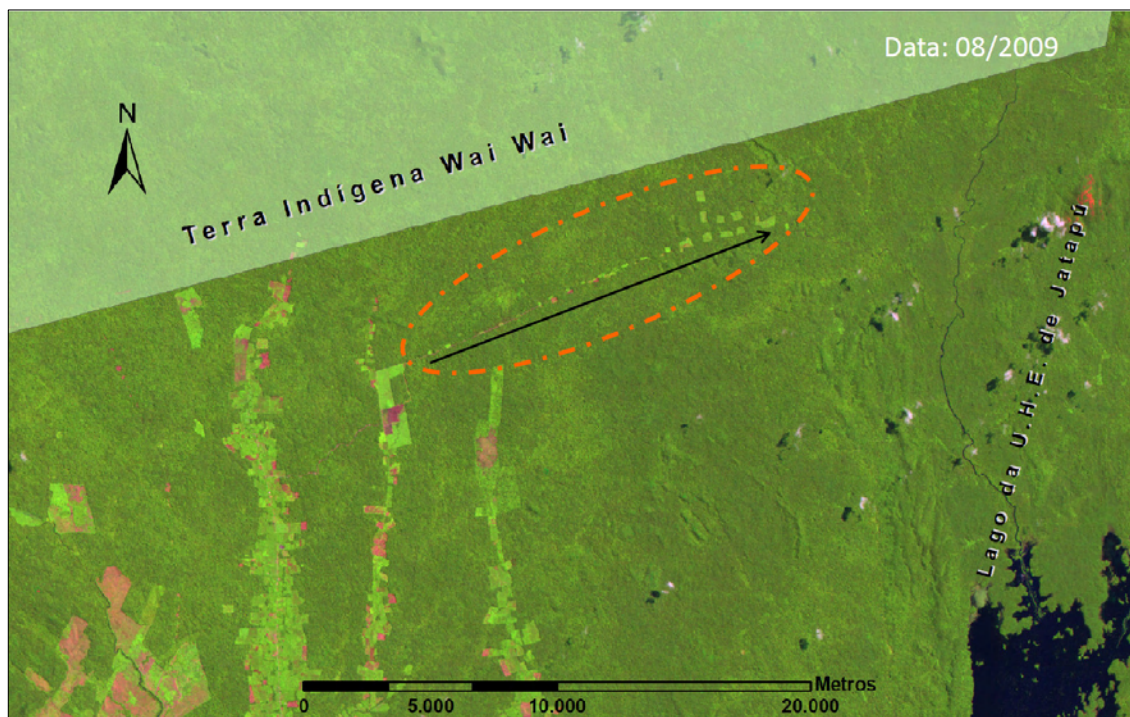 Data: 08/2009
N
Terra Indígena Wai Wai
Lago da U.H.E. de Jatapú
Metros
0 5.000 10.000 20.000